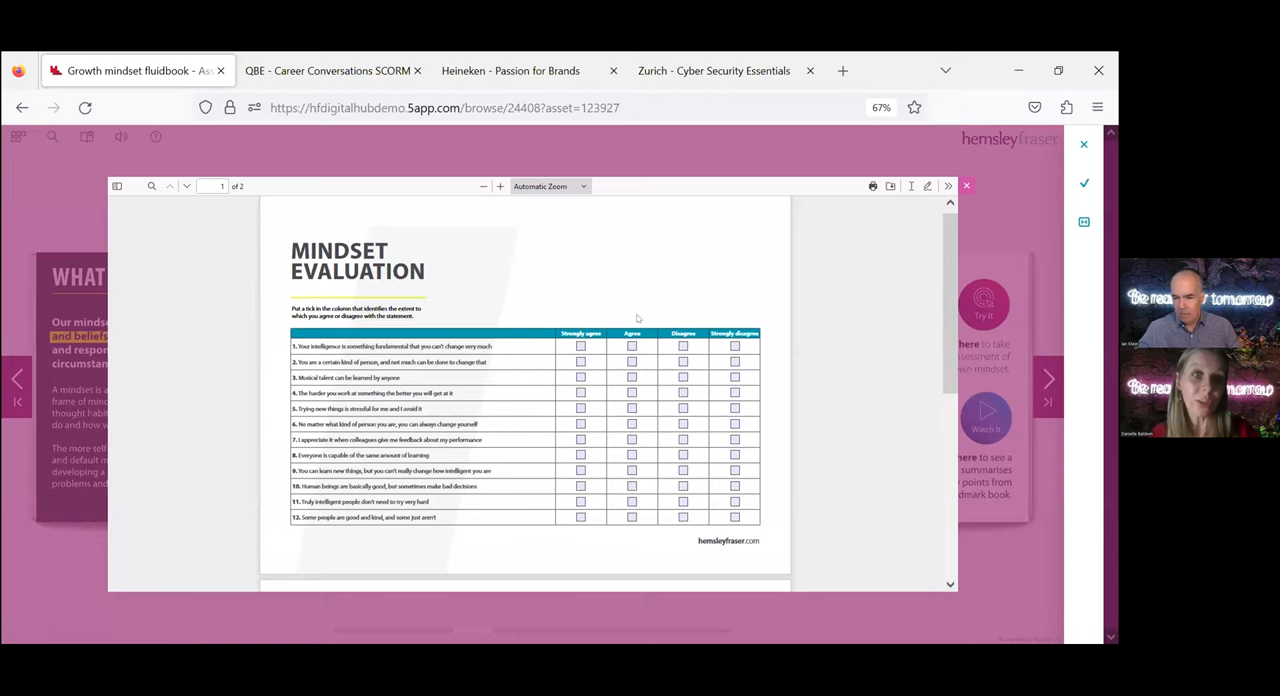 Growth mindset fluidbook - Ass
QBE - Career Conversations SCORM
Heineken - Passion for Brands
Zurich - Cyber Security Essentials
https://hfdigitalhubdemo.5app.com/browse/24408?asset=123927
67%
hemsleyfraser
1 of 2
Automatic Zoom
WHAT
Our minds
and beliefs
and respon
circumstan
A mindset is a
frame of mind
thought habit
do and how w
The more self
and default m
developing a
problems and
MINDSET
EVALUATION
Put a tick in the column that identifies the extent to
which you agree or disagree with the statement.
Strongly agree Agree Disagree Strongly disagree
1. Your intelligence is something fundamental that you can't change very much
2. You are a certain kind of person, and not much can be done to change that
3. Musical talent can be learned by anyone
4. The harder you work at something the better you will get at it
5. Trying new things is stressful for me and I avoid it
6. No matter what kind of person you are, you can always change yourself
7. I appreciate it when colleagues give me feedback about my performance
8. Everyone is capable of the same amount of learning
9. You can learn new things, but you can't really change how intelligent you are
10. Human beings are basically good, but sometimes make bad decisions
11. Truly intelligent people don't need to try very hard
12. Some people are good and kind, and some just aren't
hemsleyfraser.com
Try It
here to take
assessment of
wn mindset.
Watch It
here to see a
summarises
y points from
dmark book.
Be ready tomorrow
Ian Klein
Danielle Baldwin